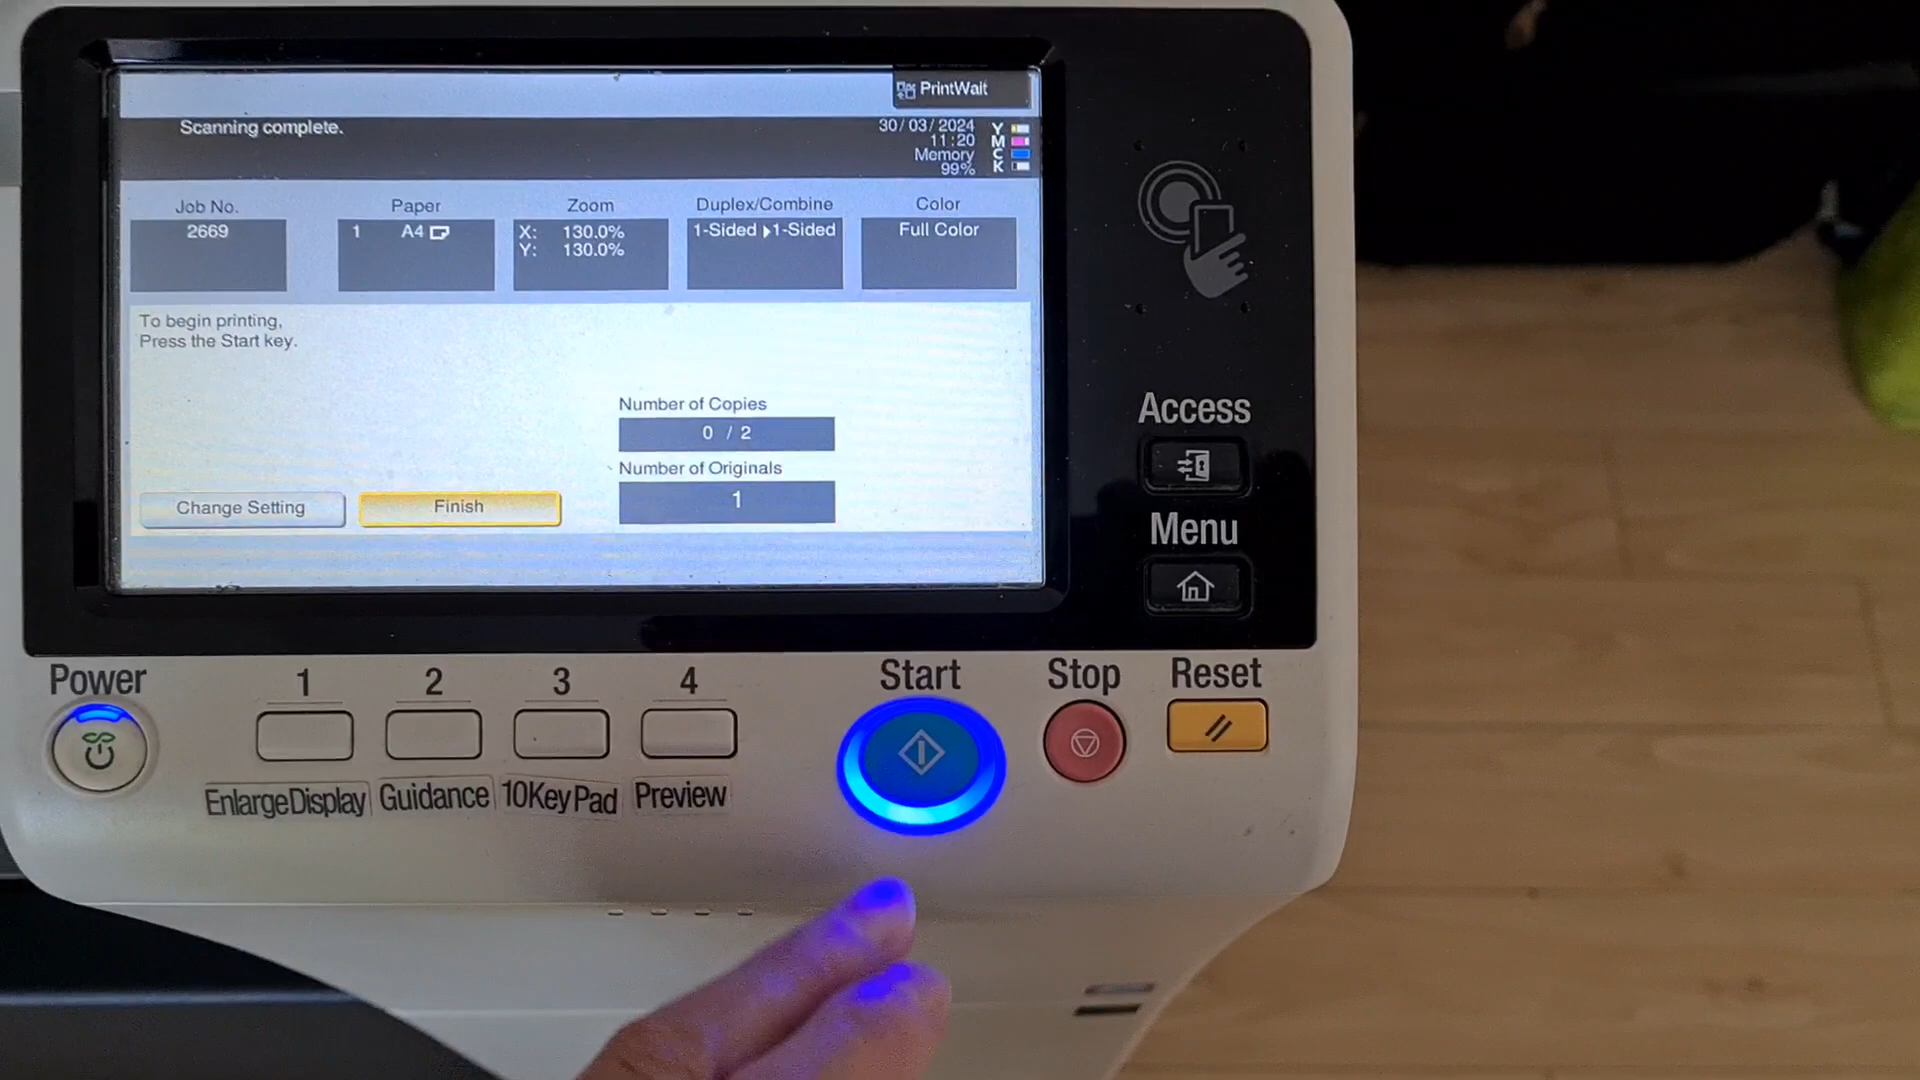 PrintWait
Scanning complete.
30/03/2024
11:20
Memory
99%
Y
M
C
K
Job No. Paper Zoom Duplex/Combine Color
2669 1 A4 X: 130.0% 1-Sided 1-Sided Full Color
Y: 130.0%
To begin printing,
Press the Start key.
Number of Copies
0 / 2
Number of Originals
1
Change Setting Finish
Access
Menu
Power 1 2 3 4 Start Stop Reset
EnlargeDisplay Guidance 10KeyPad Preview